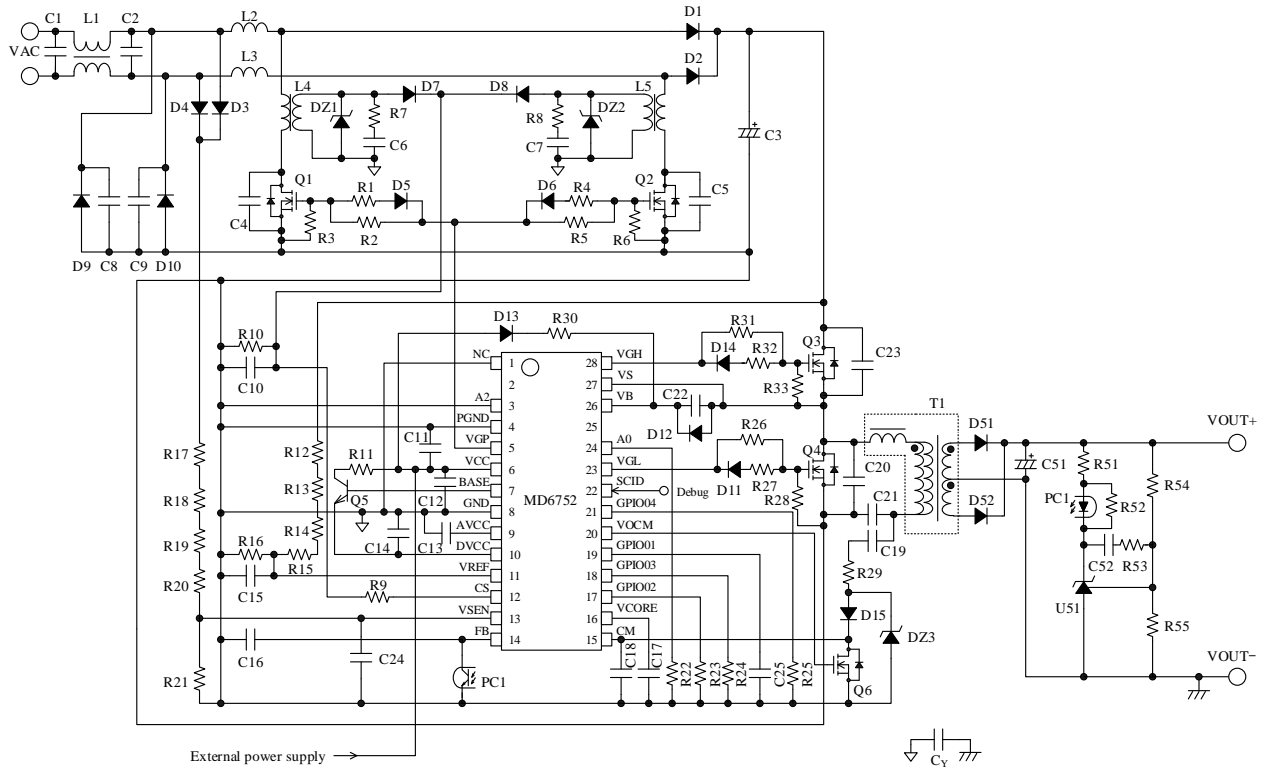 C1 L1 C2 L2 D1
VAC
L3 D2
D4 D3 L4 DZ1 R7 D7 D8 R8 DZ2 L5
C6 C7 C3
Q1 R1 D5 D6 R4 Q2 C5
C4 R3 R2 R5 R6
D9 C8 C9 D10
D13 R30 R31
R10 NC 1 28 VGH D14 R32 Q3 C23
C10 2 27 VS R33
A2 3 26 VB C22
PGND 4 25 D12 T1 D51 VOUT+
C11 VGP 5 24 A0 R26
R17 R12 R11 VCC 6 23 VGL D11 R27 Q4 C20 C51 R51
R18 R13 Q5 C12 BASE 7 MD6752 22 SCID Debug R28 C21 PC1 R52 R54
R14 GND 8 21 GPIO04 D52
R19 R16 C14 C13 AVCC 9 20 VOCM C19
R15 DVCC 10 19 GPIO01 C52 R53
R20 C15 VREF 11 18 GPIO03 R29
R9 CS 12 17 GPIO02 U51
VSEN 13 16 VCORE D15 R55
FB 14 15 CM DZ3
C16 C24 C18 C17 VOUT−
R21 PC1 R22 R23 R24 C25 R25 Q6
External power supply
CY